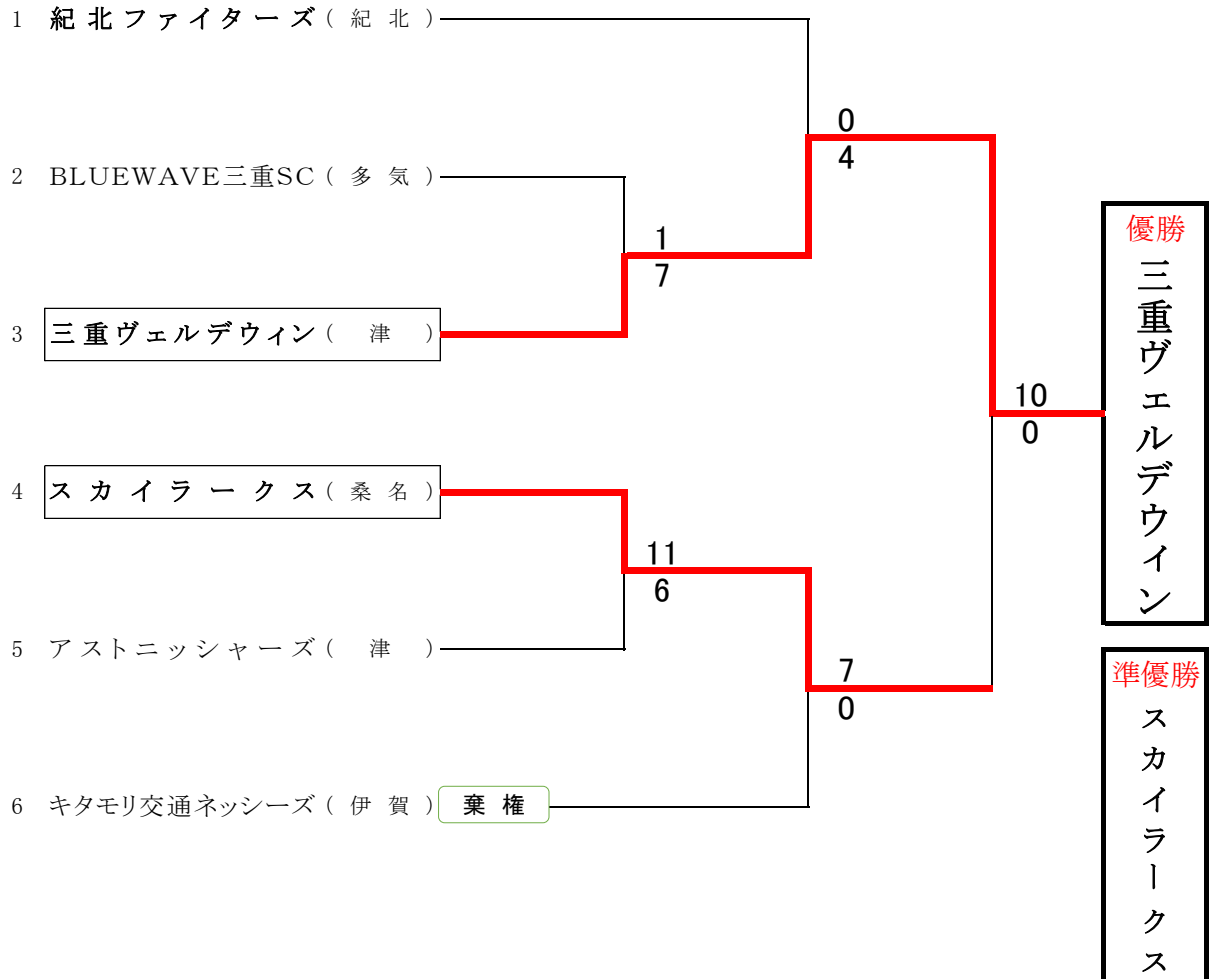 1 紀北ファイターズ（紀北）
0
4
2 BLUEWAVE三重SC（多気）
1
7
3 三重ヴェルデウィン（津）
10
0
4 スカイラークス（桑名）
11
6
5 アストニッシャーズ（津）
7
0
6 キタモリ交通ネッシーズ（伊賀） 棄権
優勝
三重ヴェルデウィン
準優勝
スカイラークス